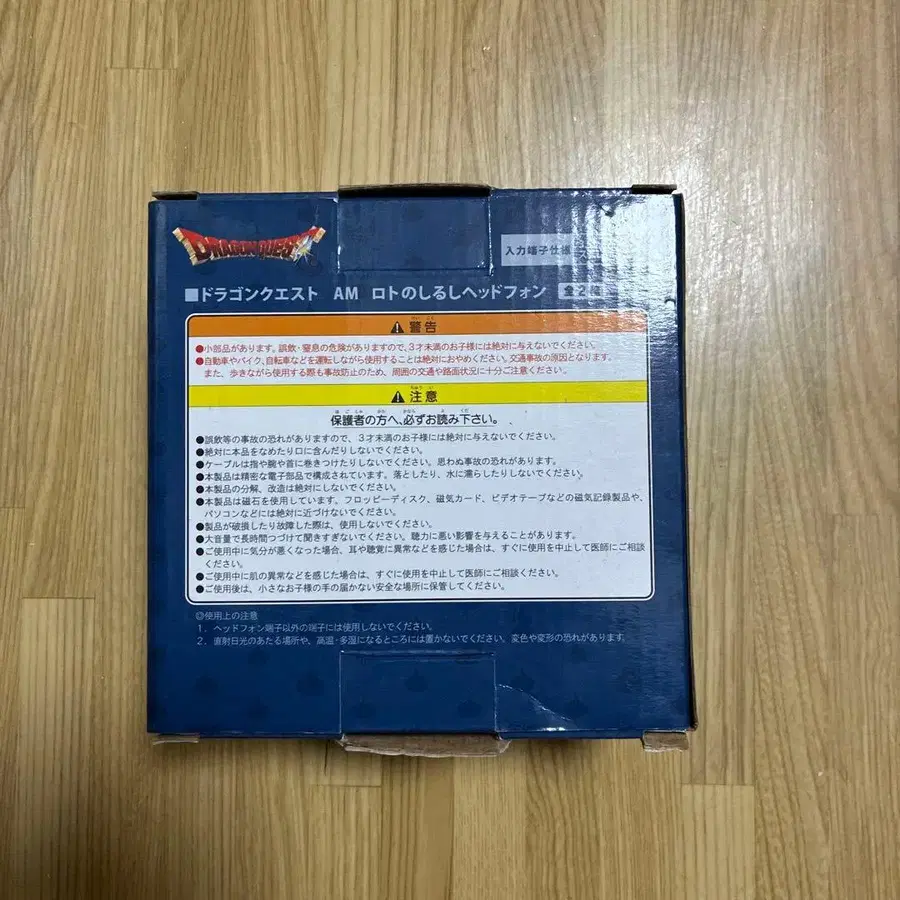 DRAGON QUEST
入力端子仕様
■ドラゴンクエスト AM ロトのしるしヘッドフォン 全2種
けいこく
⚠警告
●小部品があります。誤飲・窒息の危険がありますので、3才未満のお子様には絶対に与えないでください。
●自動車やバイク、自転車などを運転しながら使用することは絶対におやめください。交通事故の原因となります。
また、歩きながら使用する際も事故防止のため、周囲の交通や路面状況に十分ご注意ください。
ちゅうい
⚠注意
ほごしゃ かた かなら よ くだ
保護者の方へ、必ずお読み下さい。
●誤飲等の事故の恐れがありますので、3才未満のお子様には絶対に与えないでください。
●絶対に本品をなめたり口に含んだりしないでください。
●ケーブルは指や腕や首に巻きつけたりしないでください。思わぬ事故の恐れがあります。
●本製品は精密な電子部品で構成されています。落としたり、水に濡らしたりしないでください。
●本製品の分解、改造は絶対にしないでください。
●本製品は磁石を使用しています。フロッピーディスク、磁気カード、ビデオテープなどの磁気記録製品や、
パソコンなどには絶対に近づけないでください。
●製品が破損したり故障した際は、使用しないでください。
●大音量で長時間つづけて聞きすぎないでください。聴力に悪い影響を与えることがあります。
●ご使用中に気分が悪くなった場合、耳や聴覚に異常などを感じた場合は、すぐに使用を中止して医師にご相談
ください。
●ご使用中に肌の異常などを感じた場合は、すぐに使用を中止して医師にご相談ください。
●ご使用後は、小さなお子様の手の届かない安全な場所に保管してください。
◎使用上の注意
1. ヘッドフォン端子以外の端子には使用しないでください。
2. 直射日光のあたる場所や、高温・多湿になるところには置かないでください。変色や変形の恐れがあります。